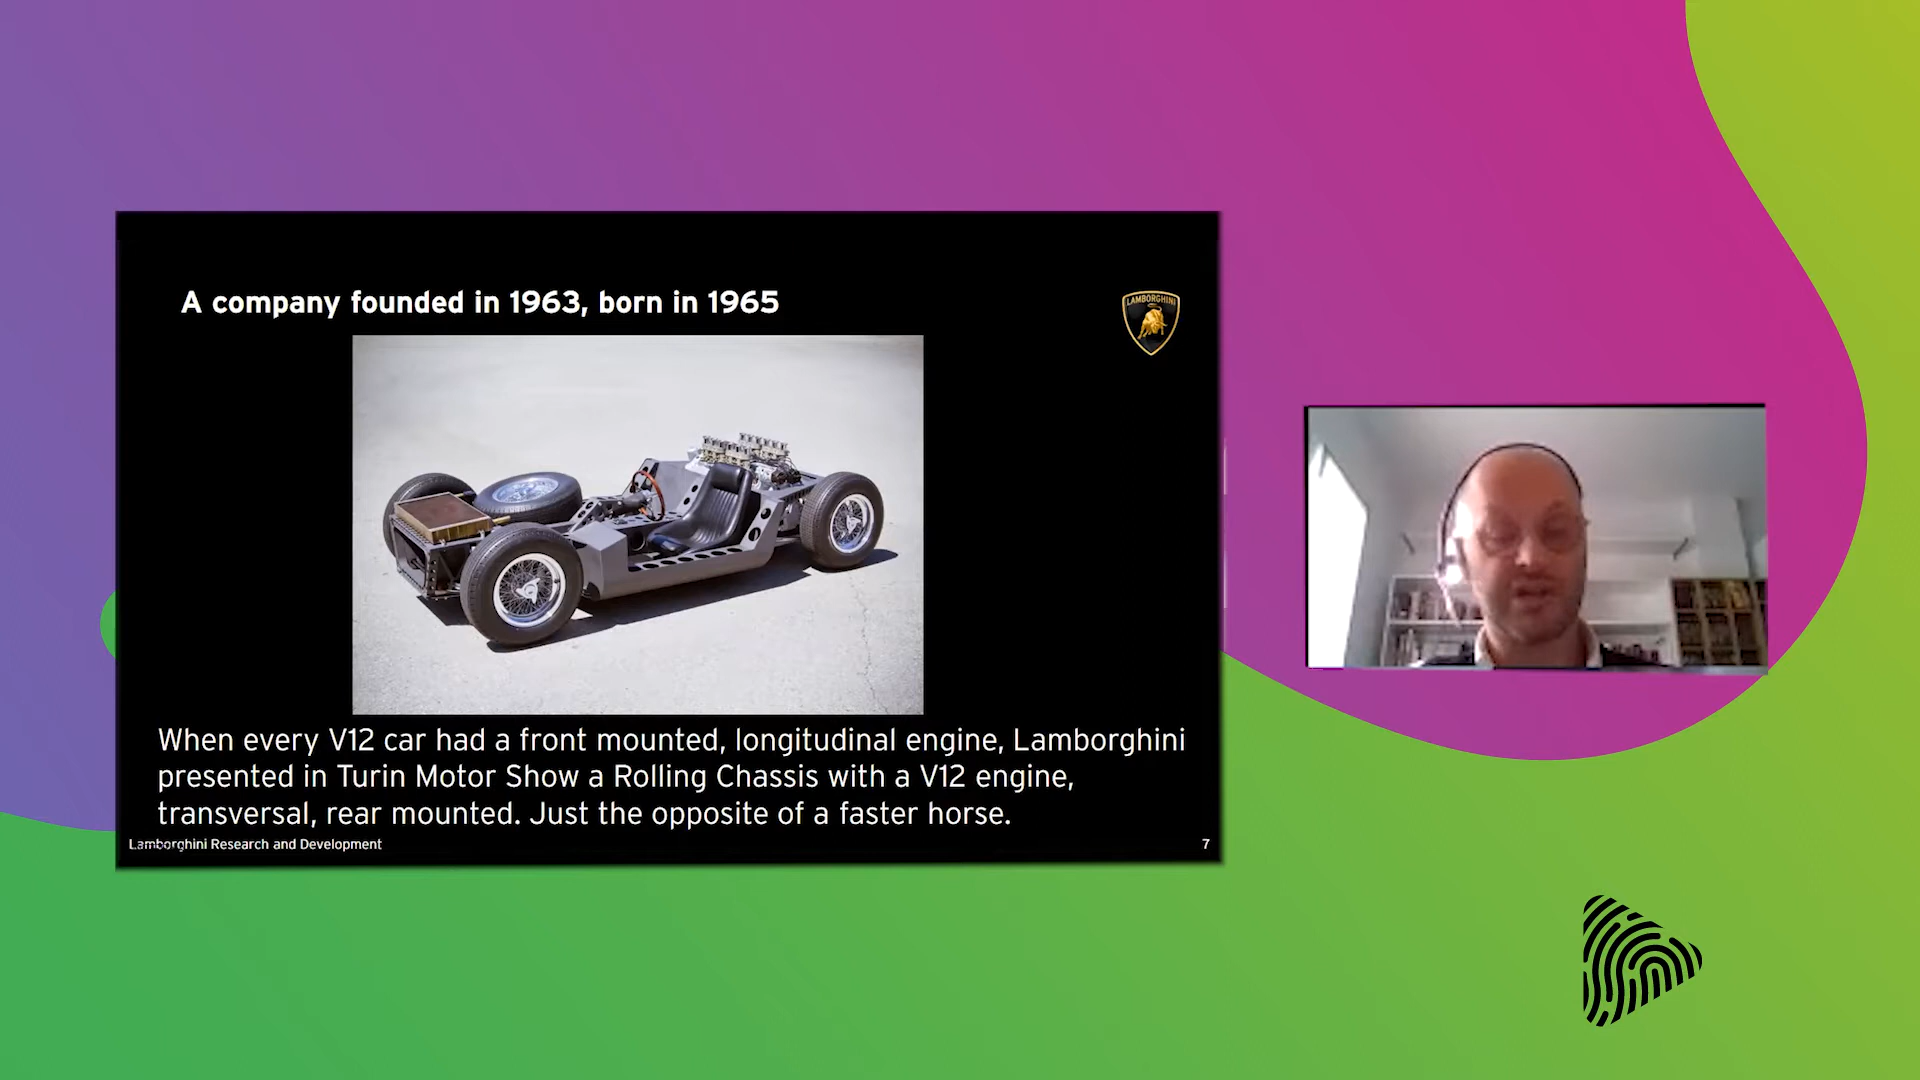 A company founded in 1963, born in 1965
LAMBORGHINI
When every V12 car had a front mounted, longitudinal engine, Lamborghini
presented in Turin Motor Show a Rolling Chassis with a V12 engine,
transversal, rear mounted. Just the opposite of a faster horse.
Lamborghini Research and Development
7